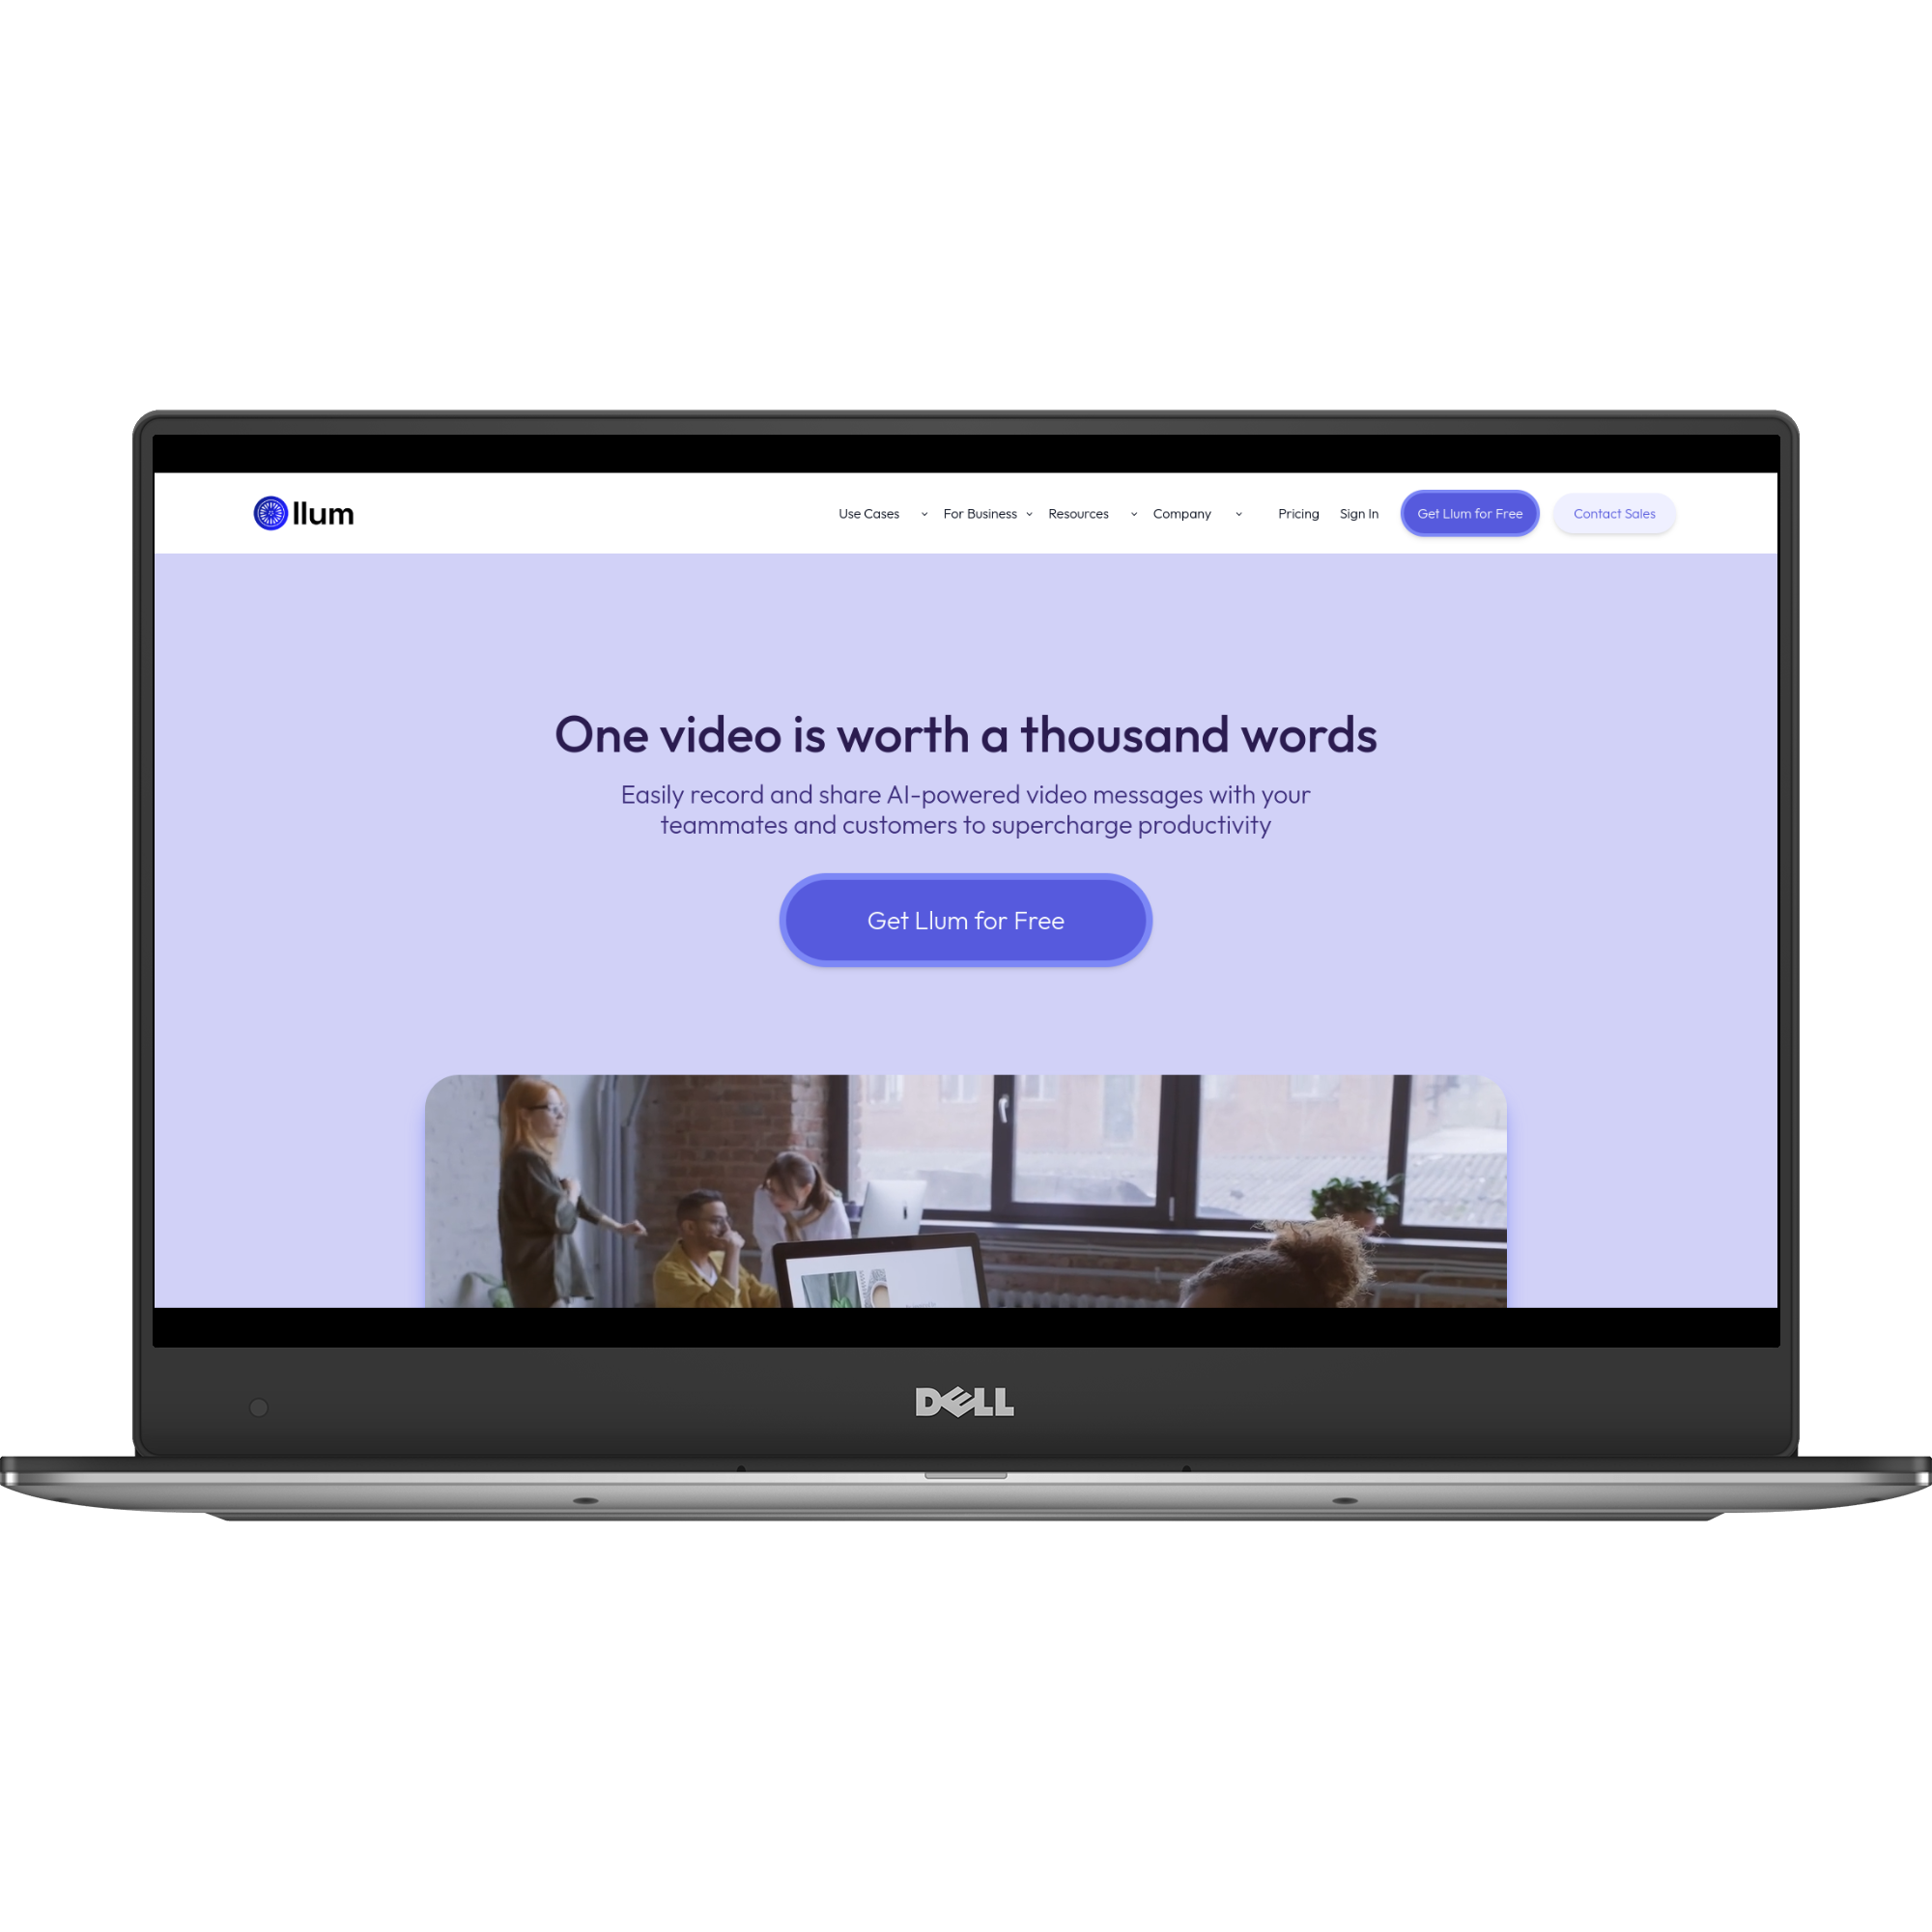 llum
Use Cases For Business Resources Company Pricing Sign In Get Llum for Free Contact Sales
One video is worth a thousand words
Easily record and share AI-powered video messages with your
teammates and customers to supercharge productivity
Get Llum for Free
DELL